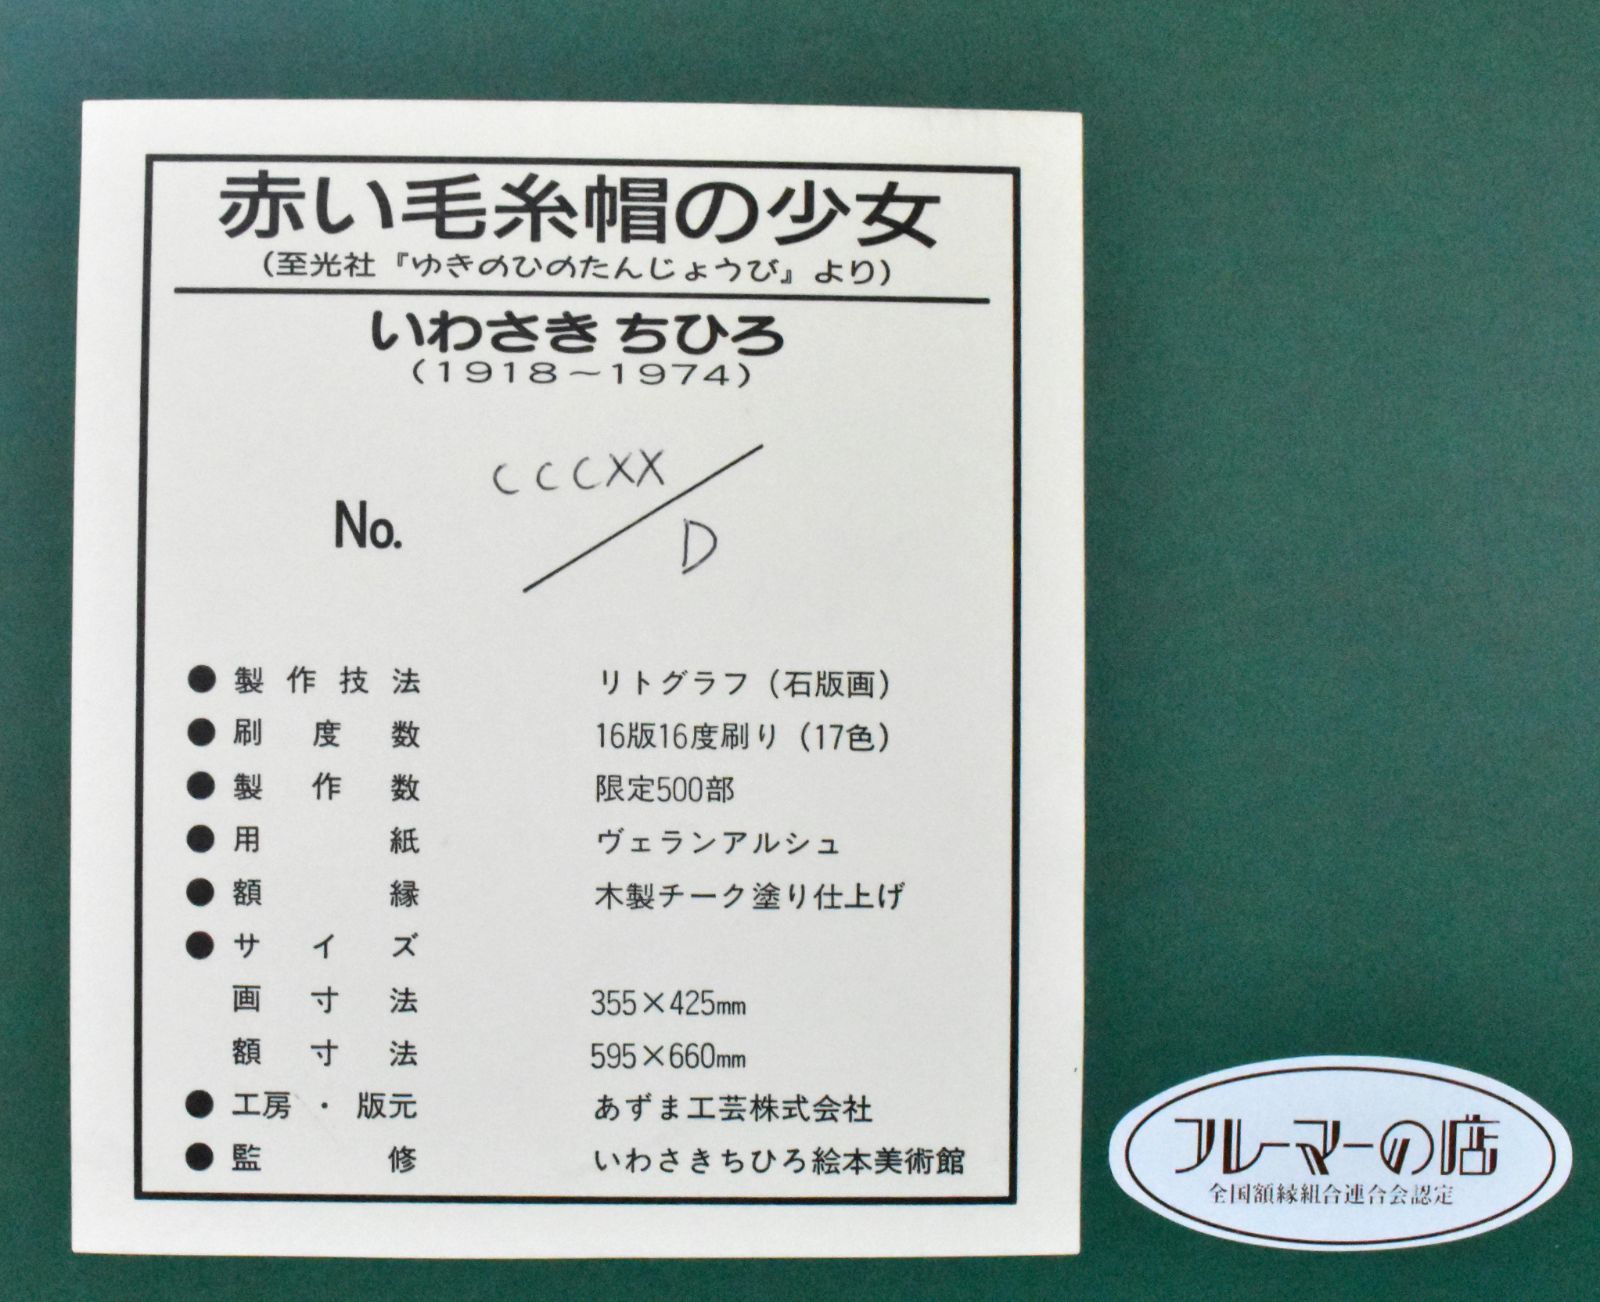 赤い毛糸帽の少女
(至光社『ゆきのひのたんじょうび』より)
いわさき ちひろ
(1918～1974)
No. CCCXX/D
●製作技法 リトグラフ(石版画)
●刷度数 16版16度刷り(17色)
●製作数 限定500部
●用紙 ヴェランアルシュ
●額縁 木製チーク塗り仕上げ
●サイズ
画寸法 355×425㎜
額寸法 595×660㎜
●工房・版元 あずま工芸株式会社
●監修 いわさきちひろ絵本美術館
フレーマーの店
全国額縁組合連合会認定